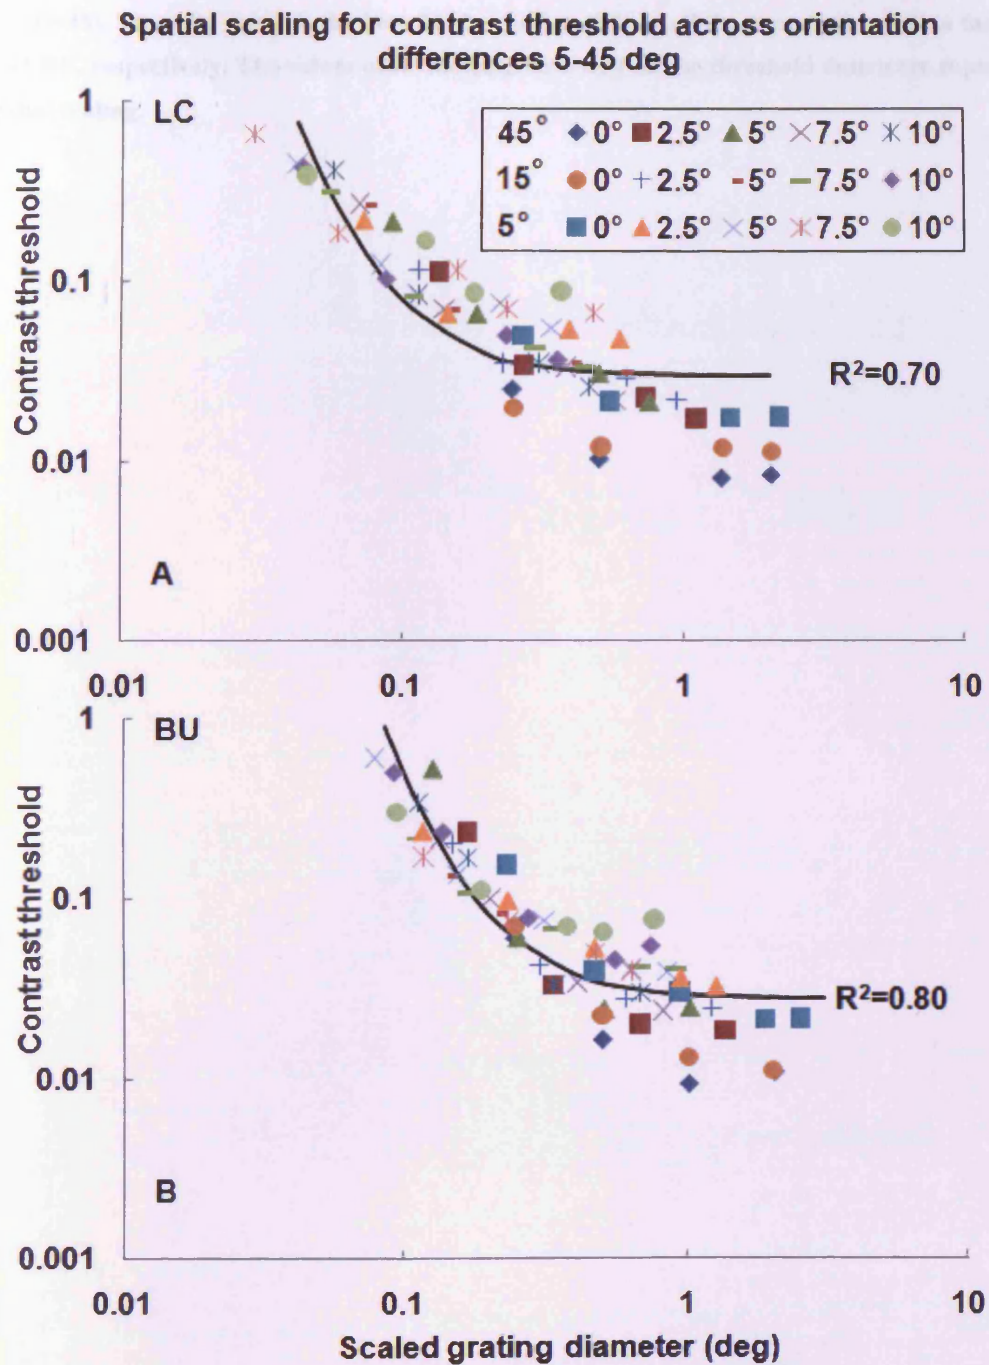 Spatial scaling for contrast threshold across orientation
differences 5-45 deg
LC
45° 0° 2.5° 5° 7.5° 10°
15° 0° 2.5° 5° 7.5° 10°
5° 0° 2.5° 5° 7.5° 10°
Contrast threshold
1
0.1
0.01
0.001
R²=0.70
A
0.01 0.1 1 10
BU
Contrast threshold
1
0.1
0.01
0.001
R²=0.80
B
0.01 0.1 1 10
Scaled grating diameter (deg)